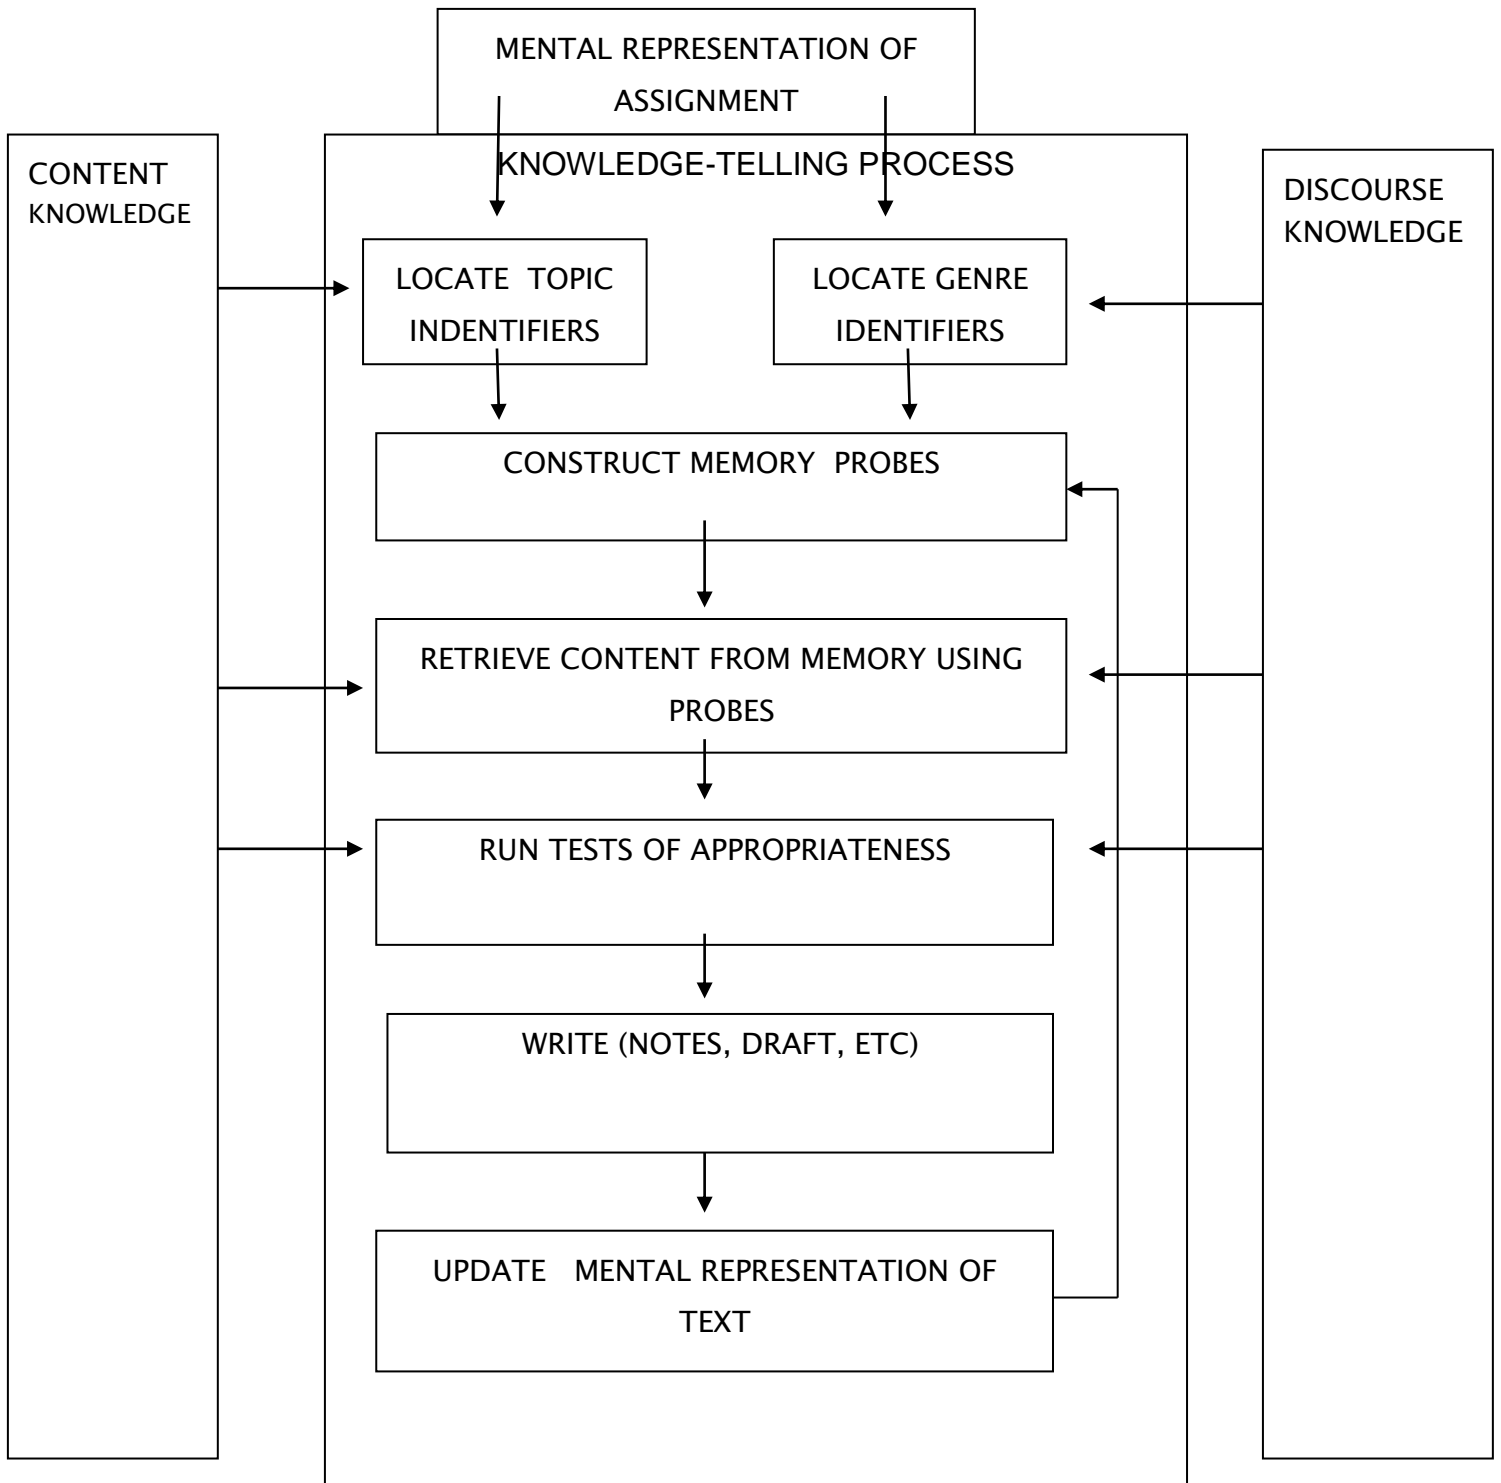 MENTAL REPRESENTATION OF
ASSIGNMENT
KNOWLEDGE-TELLING PROCESS
CONTENT
KNOWLEDGE
DISCOURSE
KNOWLEDGE
LOCATE TOPIC
INDENTIFIERS
LOCATE GENRE
IDENTIFIERS
CONSTRUCT MEMORY PROBES
RETRIEVE CONTENT FROM MEMORY USING
PROBES
RUN TESTS OF APPROPRIATENESS
WRITE (NOTES, DRAFT, ETC)
UPDATE MENTAL REPRESENTATION OF
TEXT